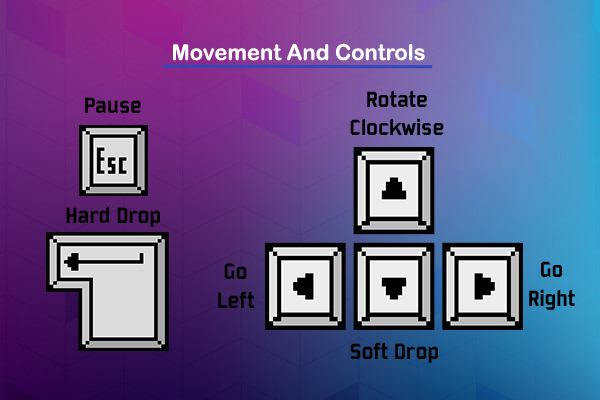 Movement And Controls
Pause
Esc
Hard Drop
Rotate
Clockwise
Go
Left
Go
Right
Soft Drop